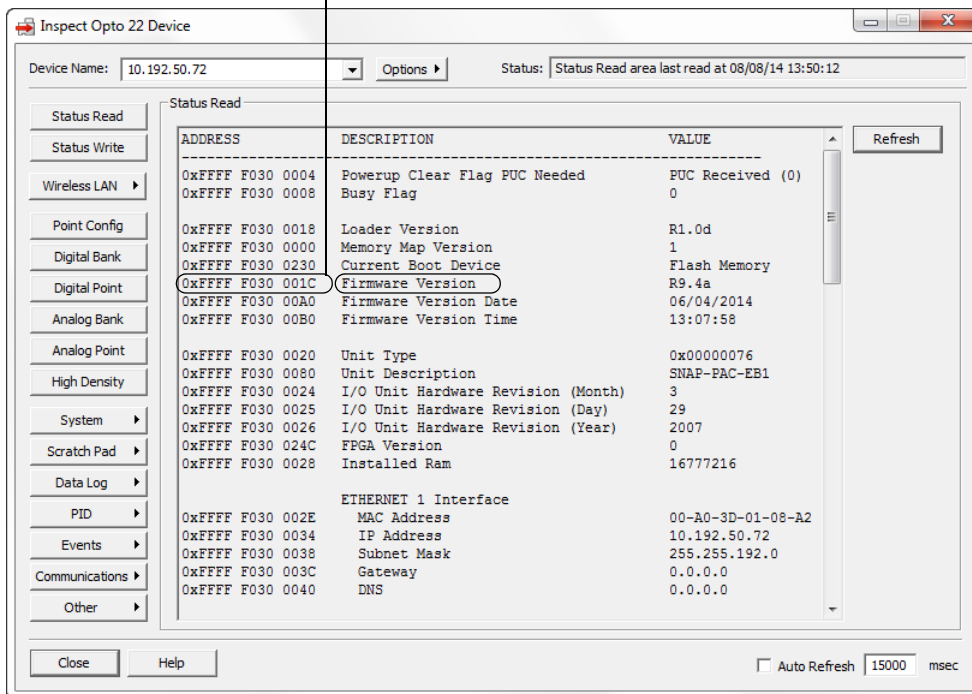 Inspect Opto 22 Device
Device Name: 10.192.50.72 Options Status: Status Read area last read at 08/08/14 13:50:12
Status Read
Status Write
Wireless LAN
Point Config
Digital Bank
Digital Point
Analog Bank
Analog Point
High Density
System
Scratch Pad
Data Log
PID
Events
Communications
Other
Status Read
ADDRESS DESCRIPTION VALUE
0xFFFF F030 0004 Powerup Clear Flag PUC Needed PUC Received (0)
0xFFFF F030 0008 Busy Flag 0
0xFFFF F030 0018 Loader Version R1.0d
0xFFFF F030 0000 Memory Map Version 1
0xFFFF F030 0230 Current Boot Device Flash Memory
0xFFFF F030 001C Firmware Version R9.4a
0xFFFF F030 00A0 Firmware Version Date 06/04/2014
0xFFFF F030 00B0 Firmware Version Time 13:07:58
0xFFFF F030 0020 Unit Type 0x00000076
0xFFFF F030 0080 Unit Description SNAP-PAC-EB1
0xFFFF F030 0024 I/O Unit Hardware Revision (Month) 3
0xFFFF F030 0025 I/O Unit Hardware Revision (Day) 29
0xFFFF F030 0026 I/O Unit Hardware Revision (Year) 2007
0xFFFF F030 024C FPGA Version 0
0xFFFF F030 0028 Installed Ram 16777216
ETHERNET 1 Interface
0xFFFF F030 002E MAC Address 00-A0-3D-01-08-A2
0xFFFF F030 0034 IP Address 10.192.50.72
0xFFFF F030 0038 Subnet Mask 255.255.192.0
0xFFFF F030 003C Gateway 0.0.0.0
0xFFFF F030 0040 DNS 0.0.0.0
Refresh
Close Help Auto Refresh 15000 msec